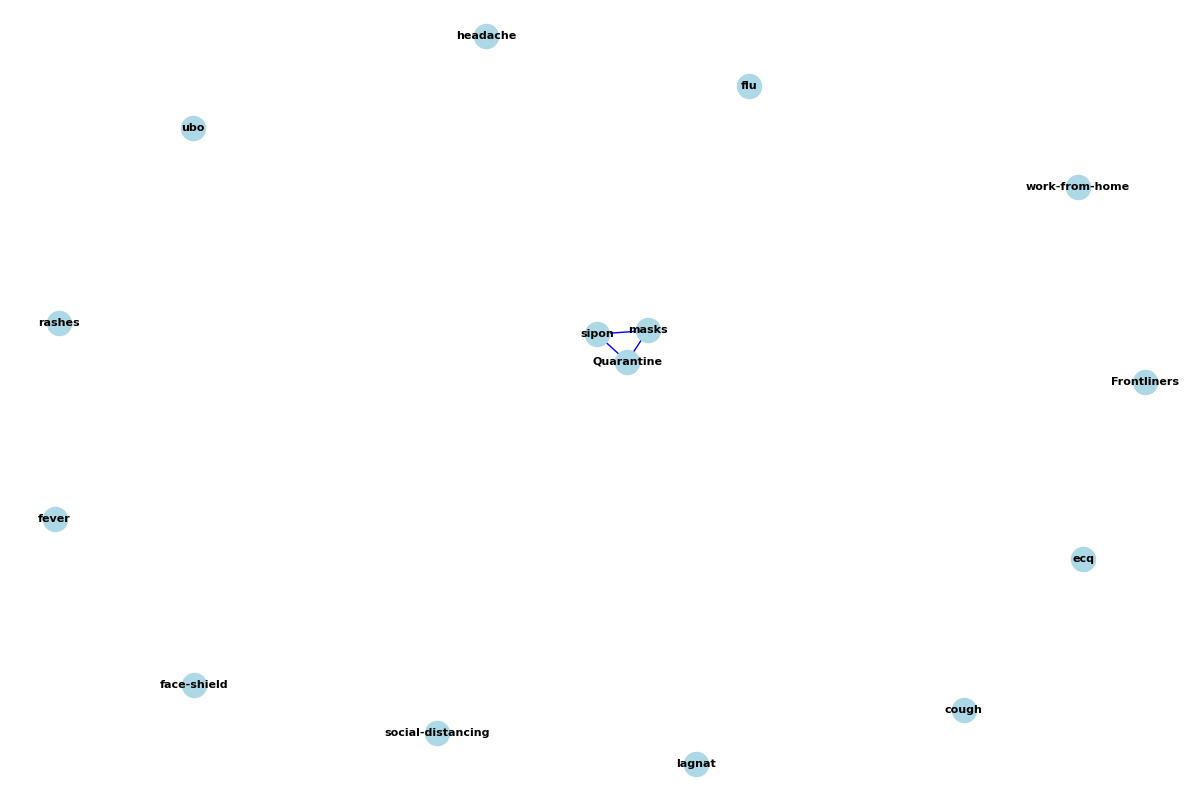 headache
flu
ubo
work-from-home
rashes
sipon
masks
Quarantine
Frontliners
fever
ecq
face-shield
cough
social-distancing
lagnat